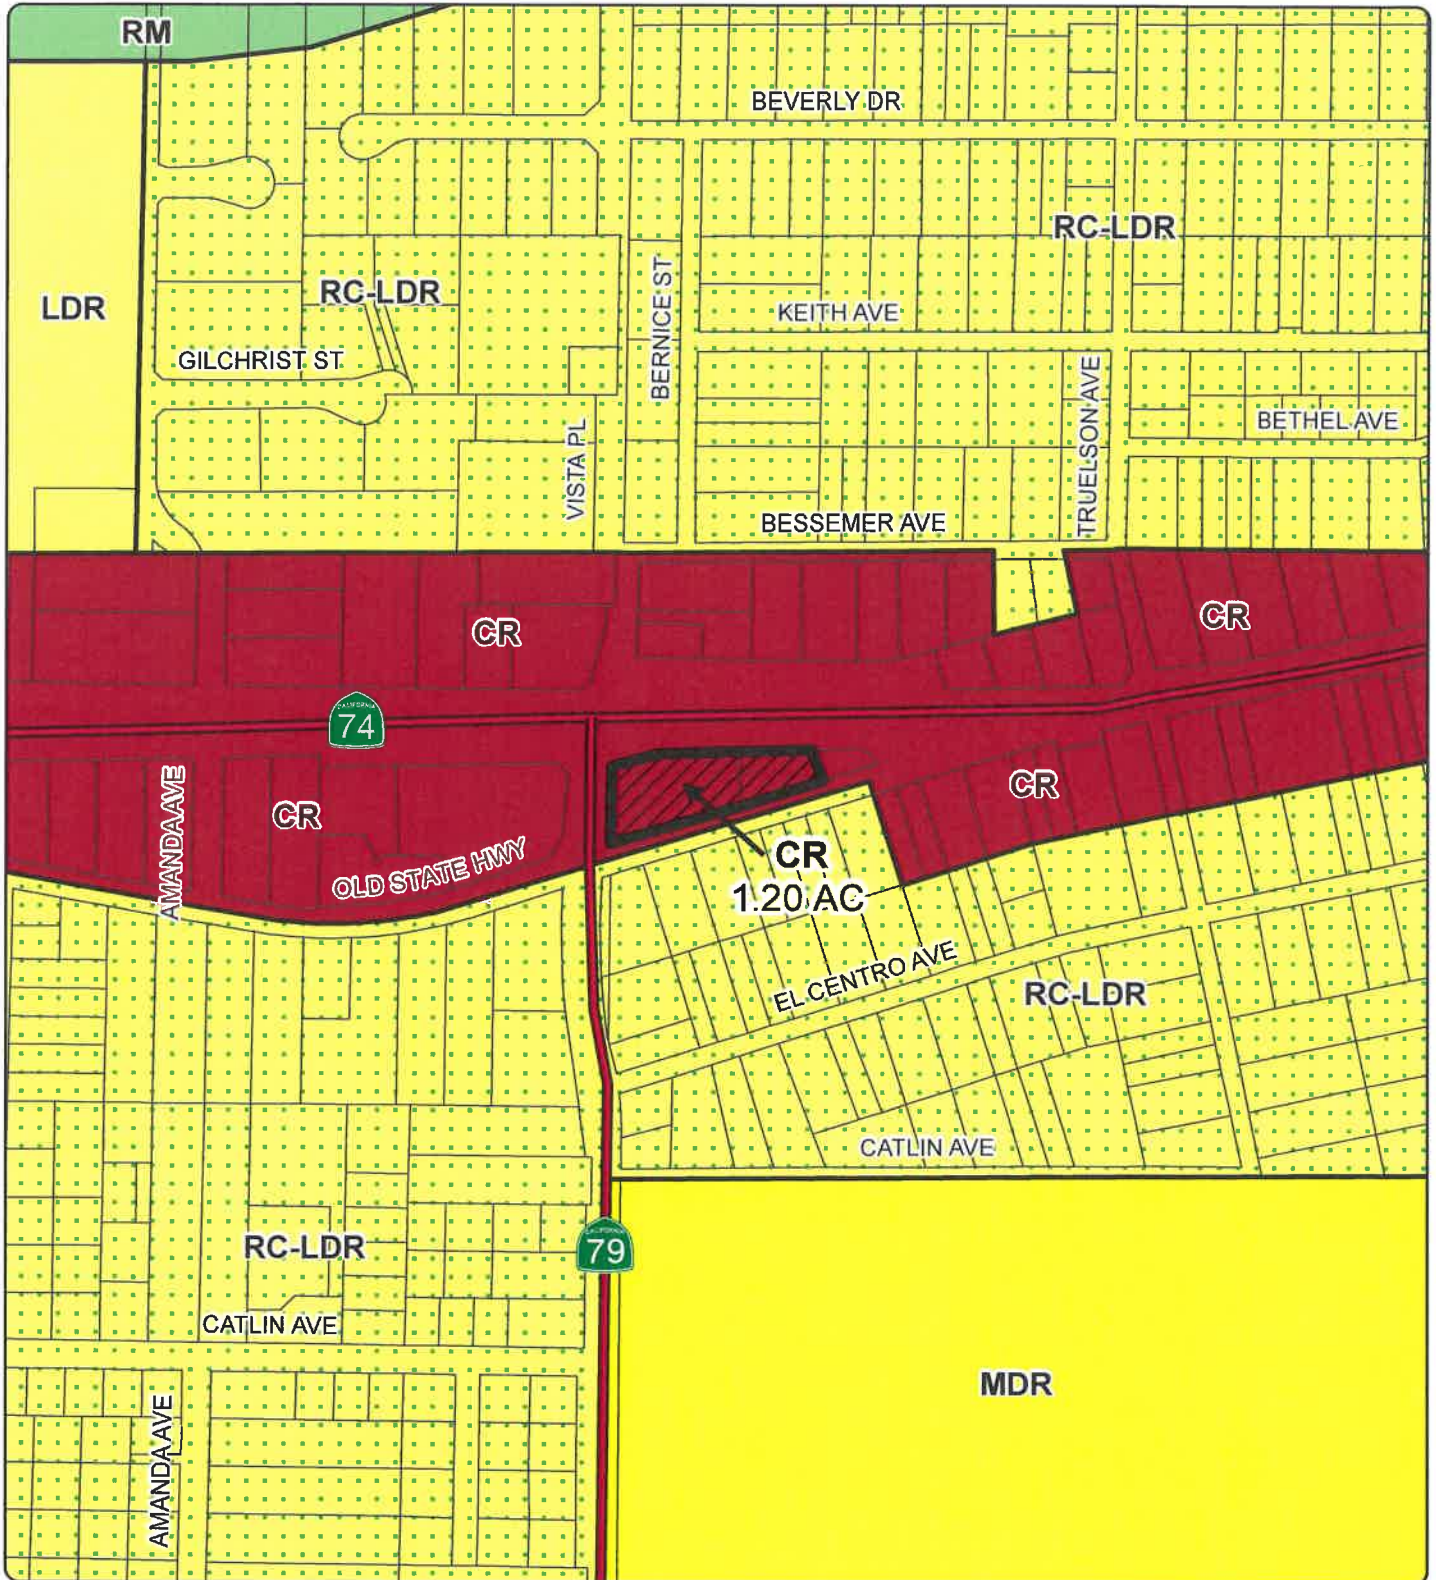 RM
BEVERLY DR
RC-LDR
RC-LDR
LDR
BERNICE ST
KEITH AVE
GILCHRIST ST
TRUELSON AVE
BETHEL AVE
VISTA PL
BESSEMER AVE
CR
CR
CALIFORNIA
74
AMANDA AVE
CR
CR
OLD STATE HWY
CR
1.20 AC
EL CENTRO AVE
RC-LDR
CATLIN AVE
CALIFORNIA
79
RC-LDR
CATLIN AVE
MDR
AMANDA AVE